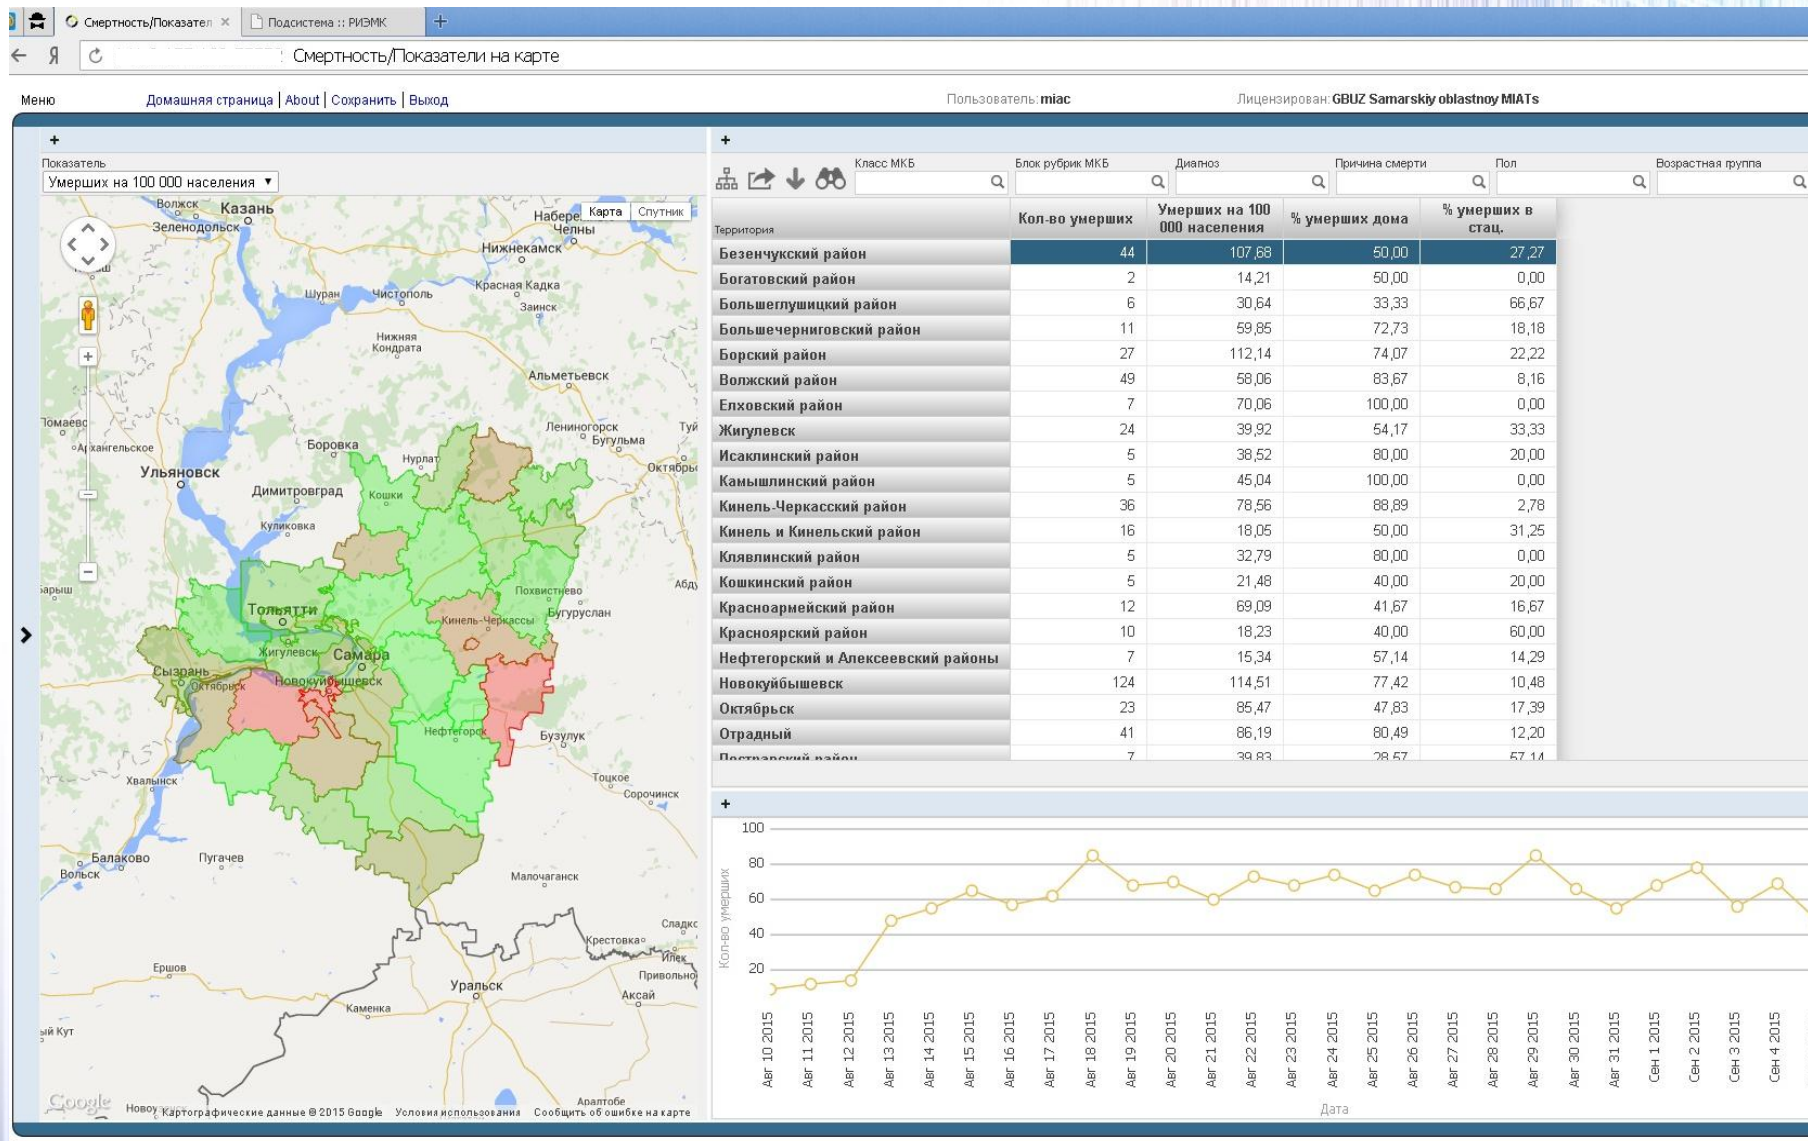 Смертность/Показател × Подсистема :: РИЭМК +
Смертность/Показатели на карте
Меню Домашняя страница | About | Сохранить | Выход Пользователь: miac Лицензирован: GBUZ Samarskiy oblastnoy MIATs
+
Показатель
Умерших на 100 000 населения
Карта Спутник
Волжск
Казань
Зеленодольск
Набере
Челны
Нижнекамск
Шуран
Чистополь
Красная Кадка
Заинск
Нижняя
Кондрата
Альметьевск
Архангельское
Боровка
Нурлат
Лениногорск
Туй
Бугульма
Октябры
Ульяновск
Димитровград
Кошки
Куликовка
Похвистнево
Абду
Бугуруслан
Тольятти
Кинель-Черкассы
Жигулевск
Самара
Сызрань
Октябрьск
Новокуйбышевск
Нефтегорск
Бузулук
Хвалынск
Тоцкое
Сорочинск
Балаково
Вольск
Пугачев
Малочаганск
Сладко
Крестовка
Илек
Ершов
Привольно
Уральск
Аксай
Каменка
ый Кут
Аралтобе
Google
Картографические данные © 2015 Google Условия использования Сообщить об ошибке на карте
+
Класс МКБ Блок рубрик МКБ Диагноз Причина смерти Пол Возрастная группа
Территория Кол-во умерших Умерших на 100 000 населения % умерших дома % умерших в стац.
Безенчукский район 44 107,68 50,00 27,27
Богатовский район 2 14,21 50,00 0,00
Большеглушицкий район 6 30,64 33,33 66,67
Большечерниговский район 11 59,85 72,73 18,18
Борский район 27 112,14 74,07 22,22
Волжский район 49 58,06 83,67 8,16
Елховский район 7 70,06 100,00 0,00
Жигулевск 24 39,92 54,17 33,33
Исаклинский район 5 38,52 80,00 20,00
Камышлинский район 5 45,04 100,00 0,00
Кинель-Черкасский район 36 78,56 88,89 2,78
Кинель и Кинельский район 16 18,05 50,00 31,25
Клявлинский район 5 32,79 80,00 0,00
Кошкинский район 5 21,48 40,00 20,00
Красноармейский район 12 69,09 41,67 16,67
Красноярский район 10 18,23 40,00 60,00
Нефтегорский и Алексеевский районы 7 15,34 57,14 14,29
Новокуйбышевск 124 114,51 77,42 10,48
Октябрьск 23 85,47 47,83 17,39
Отрадный 41 86,19 80,49 12,20
7 39,83 28,57 57,14
+
Кол-во умерших
100
80
60
40
20
Авг 10 2015 Авг 11 2015 Авг 12 2015 Авг 13 2015 Авг 14 2015 Авг 15 2015 Авг 16 2015 Авг 17 2015 Авг 18 2015 Авг 19 2015 Авг 20 2015 Авг 21 2015 Авг 22 2015 Авг 23 2015 Авг 24 2015 Авг 25 2015 Авг 26 2015 Авг 27 2015 Авг 28 2015 Авг 29 2015 Авг 30 2015 Авг 31 2015 Сен 1 2015 Сен 2 2015 Сен 3 2015 Сен 4 2015
Дата